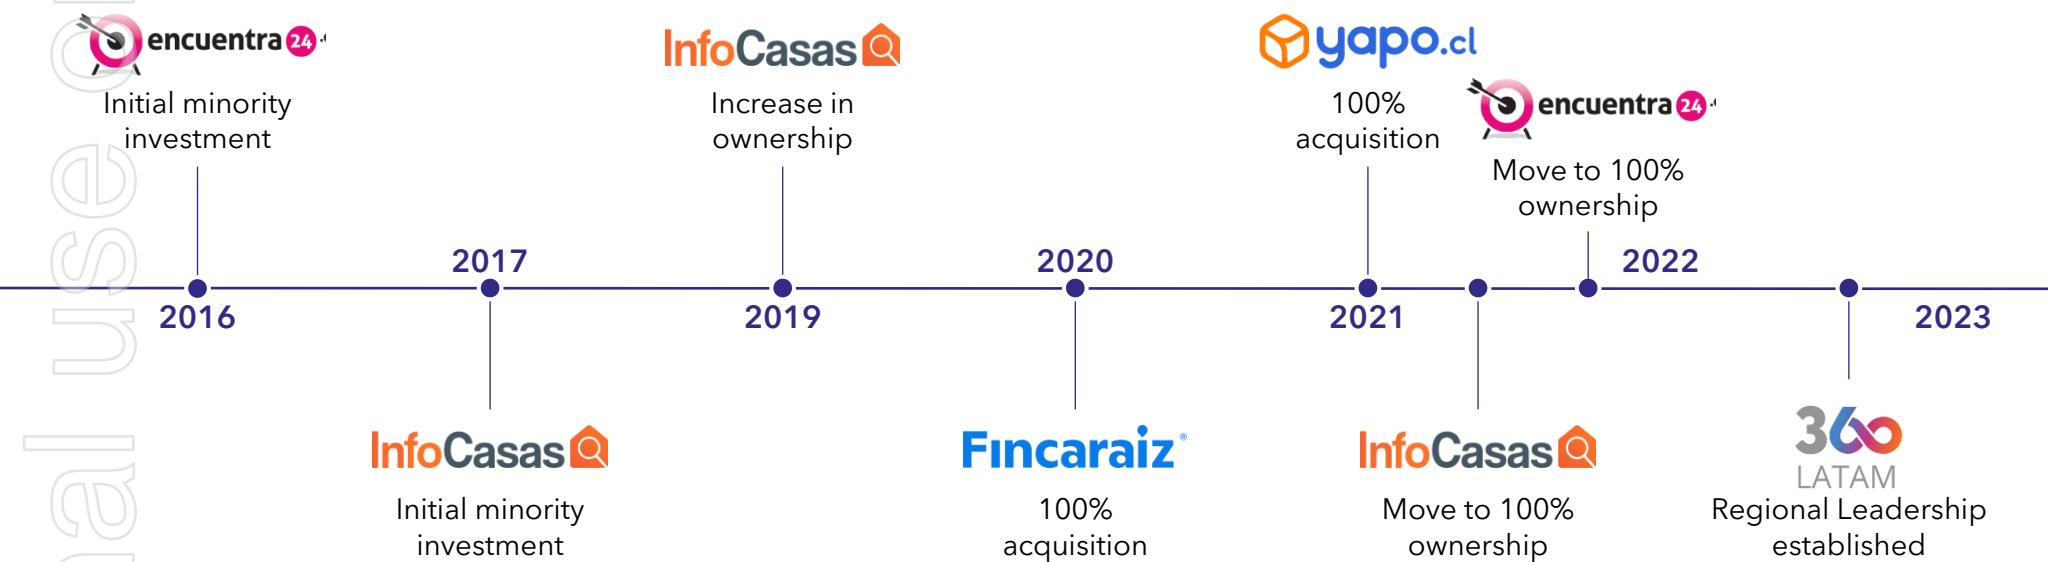 encuentra24
Initial minority
investment
InfoCasas
Increase in
ownership
yapo.cl
100%
acquisition
encuentra24
Move to 100%
ownership
2017
2020
2022
2016
2019
2021
2023
InfoCasas
Initial minority
investment
Fincaraiz®
100%
acquisition
InfoCasas
Move to 100%
ownership
360
LATAM
Regional Leadership
established
nal use o